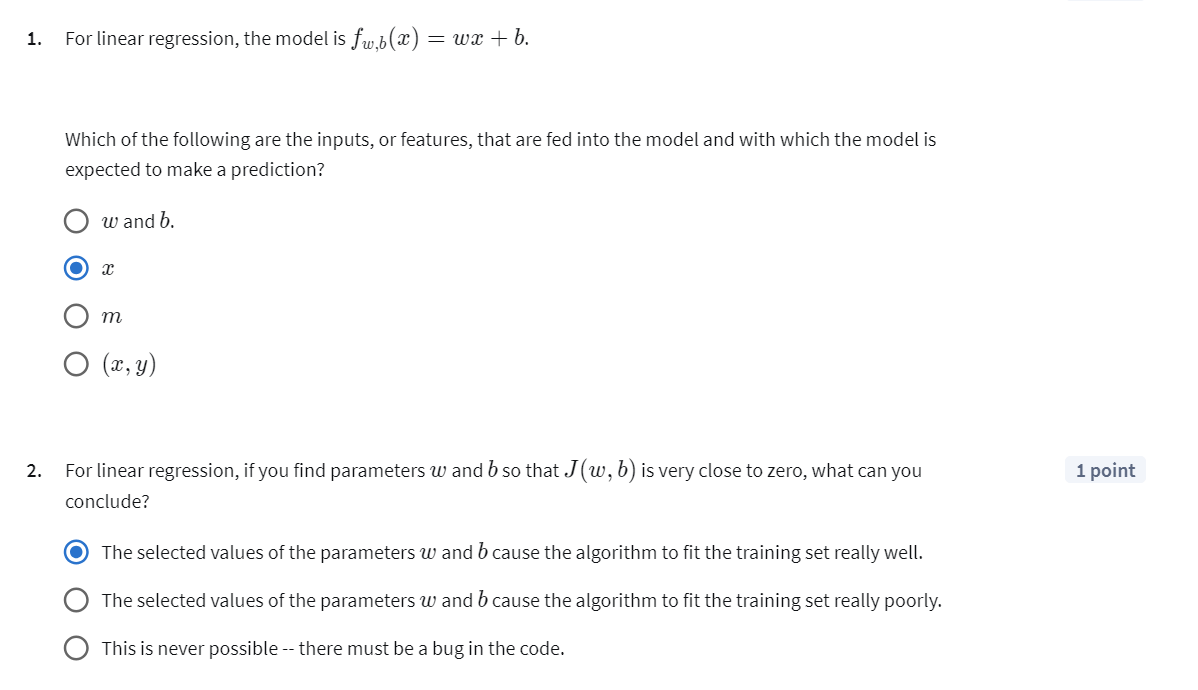 1. For linear regression, the model is f_{w,b}(x) = wx + b.
Which of the following are the inputs, or features, that are fed into the model and with which the model is
expected to make a prediction?
w and b.
x
m
(x, y)
2. For linear regression, if you find parameters w and b so that J(w, b) is very close to zero, what can you 1 point
conclude?
The selected values of the parameters w and b cause the algorithm to fit the training set really well.
The selected values of the parameters w and b cause the algorithm to fit the training set really poorly.
This is never possible -- there must be a bug in the code.